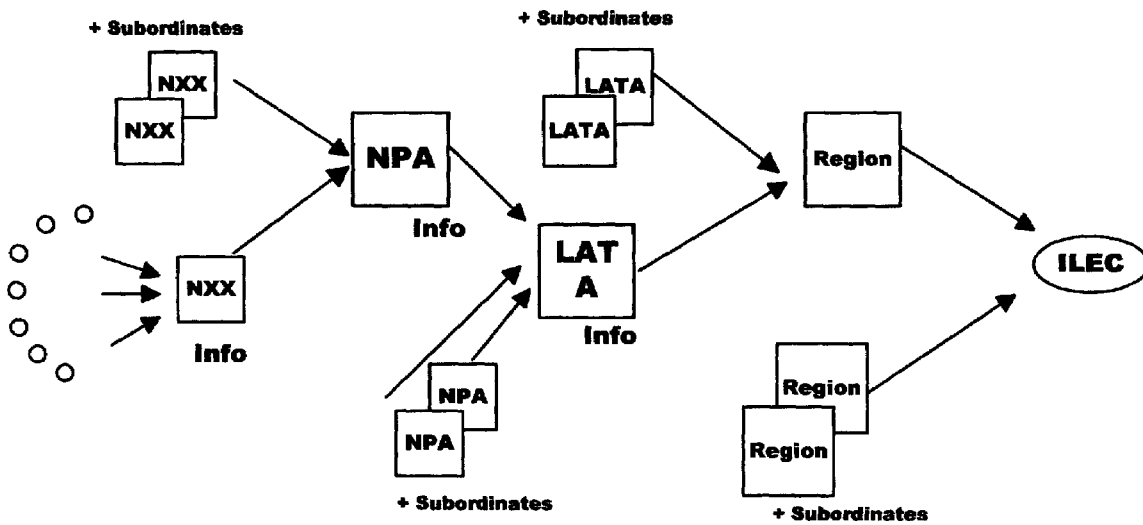 + Subordinates
NXX
NXX
+ Subordinates
LATA
LATA
NPA
Info
Region
LAT
A
Info
ILEC
NXX
Info
NPA
NPA
+ Subordinates
Region
Region
+ Subordinates